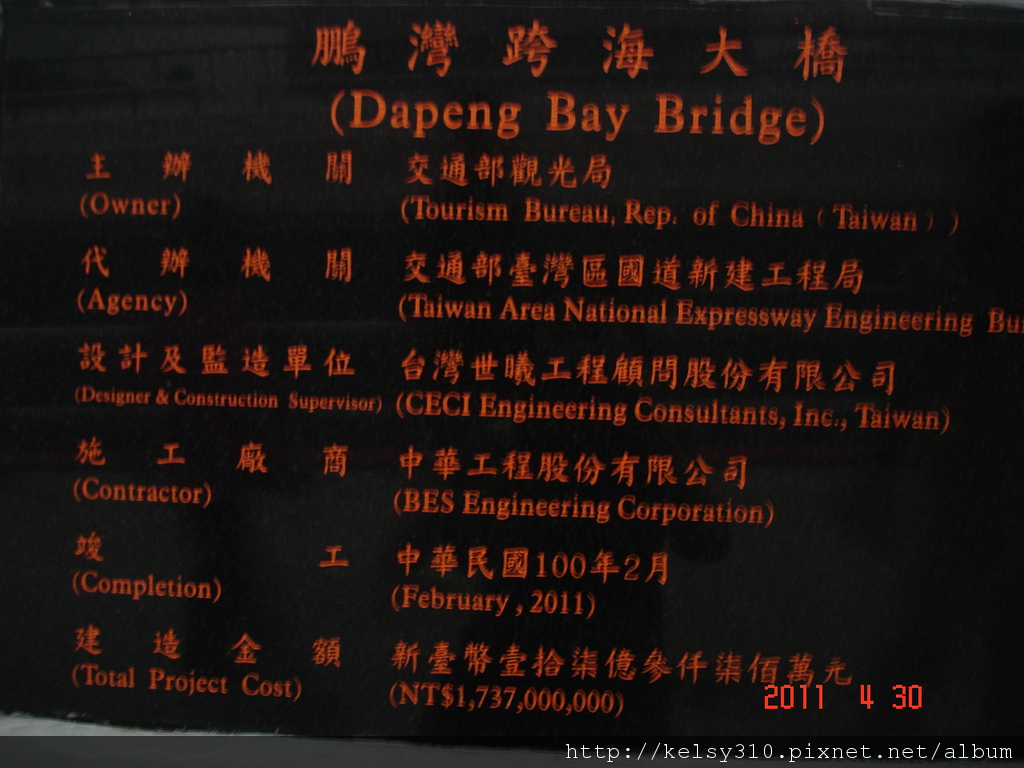 鵬灣跨海大橋
(Dapeng Bay Bridge)
主辦機關 交通部觀光局
(Owner) (Tourism Bureau, Rep. of China (Taiwan))
代辦機關 交通部臺灣區國道新建工程局
(Agency) (Taiwan Area National Expressway Engineering
設計及監造單位 台灣世曦工程顧問股份有限公司
(Designer & Construction Supervisor) (CECI Engineering Consultants, Inc., Taiwan)
施工廠商 中華工程股份有限公司
(Contractor) (BES Engineering Corporation)
竣工 中華民國100年2月
(Completion) (February, 2011)
建造金額 新臺幣壹拾柒億參仟柒佰萬元
(Total Project Cost) (NT$1,737,000,000)
2011 4 30
http://kelsy310.pixnet.net/album